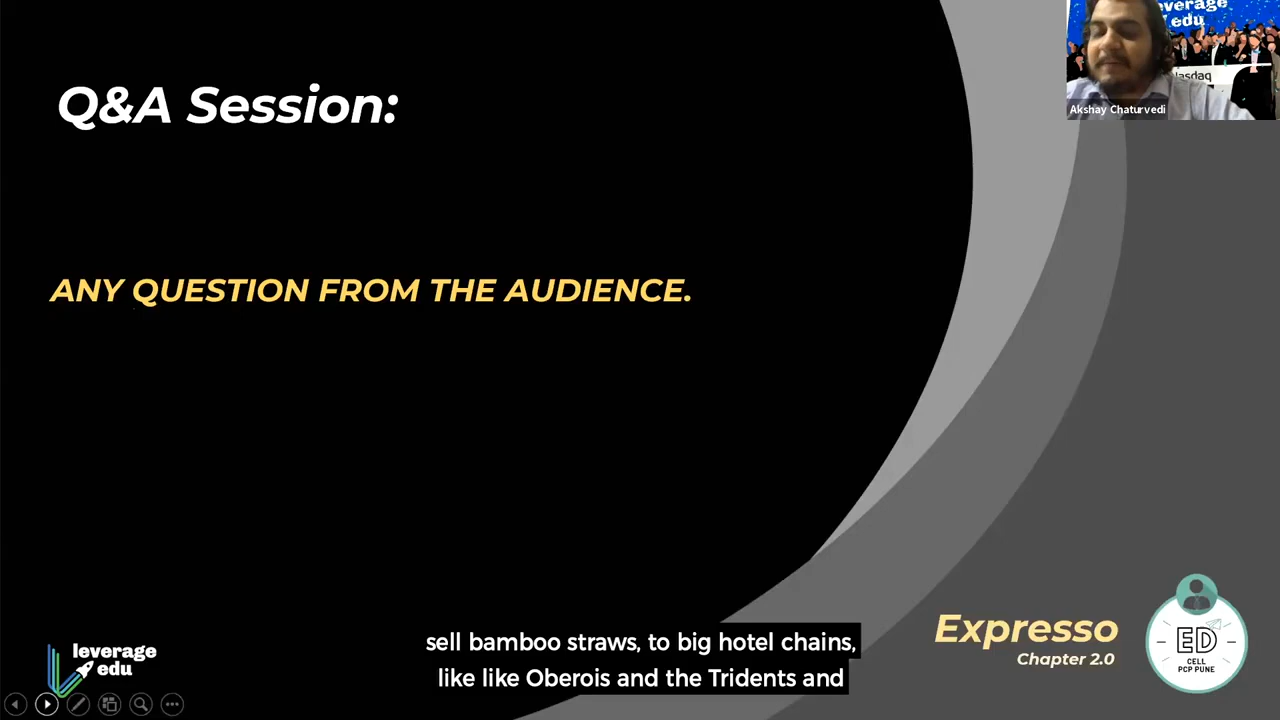 leverage
edu
Nasdaq
Akshay Chaturvedi
Q&A Session:
ANY QUESTION FROM THE AUDIENCE.
sell bamboo straws, to big hotel chains,
like like Oberois and the Tridents and
leverage
edu
Expresso
Chapter 2.0
ED
CELL
PCP PUNE